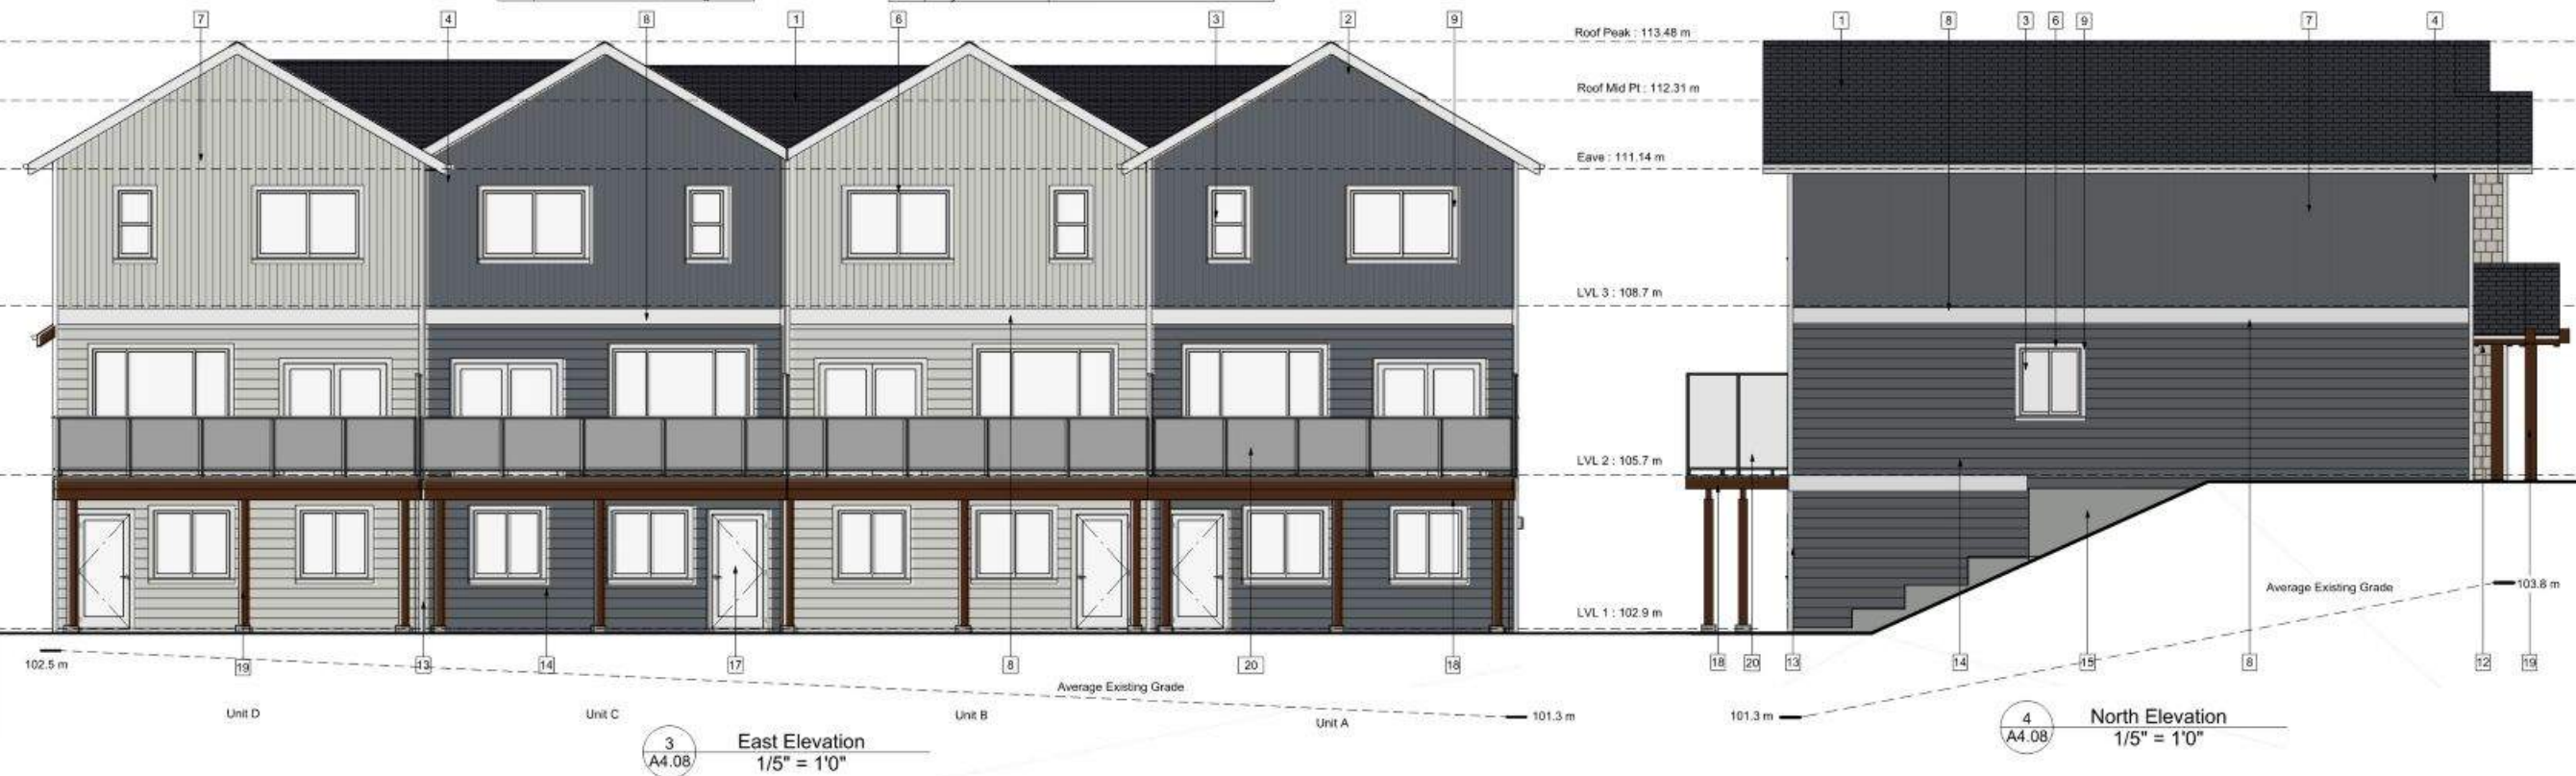 7 4 8 1 6 3 2 9
1 8 3 6 9 7 4
Roof Peak : 113.48 m
Roof Mid Pt : 112.31 m
Eave : 111.14 m
LVL 3 : 108.7 m
LVL 2 : 105.7 m
LVL 1 : 102.9 m
Average Existing Grade
103.8 m
102.5 m
19 13 14 17 8 20 18
18 20 13 14 15 8 12 19
Average Existing Grade
Unit D
Unit C
Unit B
Unit A
101.3 m
101.3 m
3
A4.08
East Elevation
1/5" = 1'0"
4
A4.08
North Elevation
1/5" = 1'0"